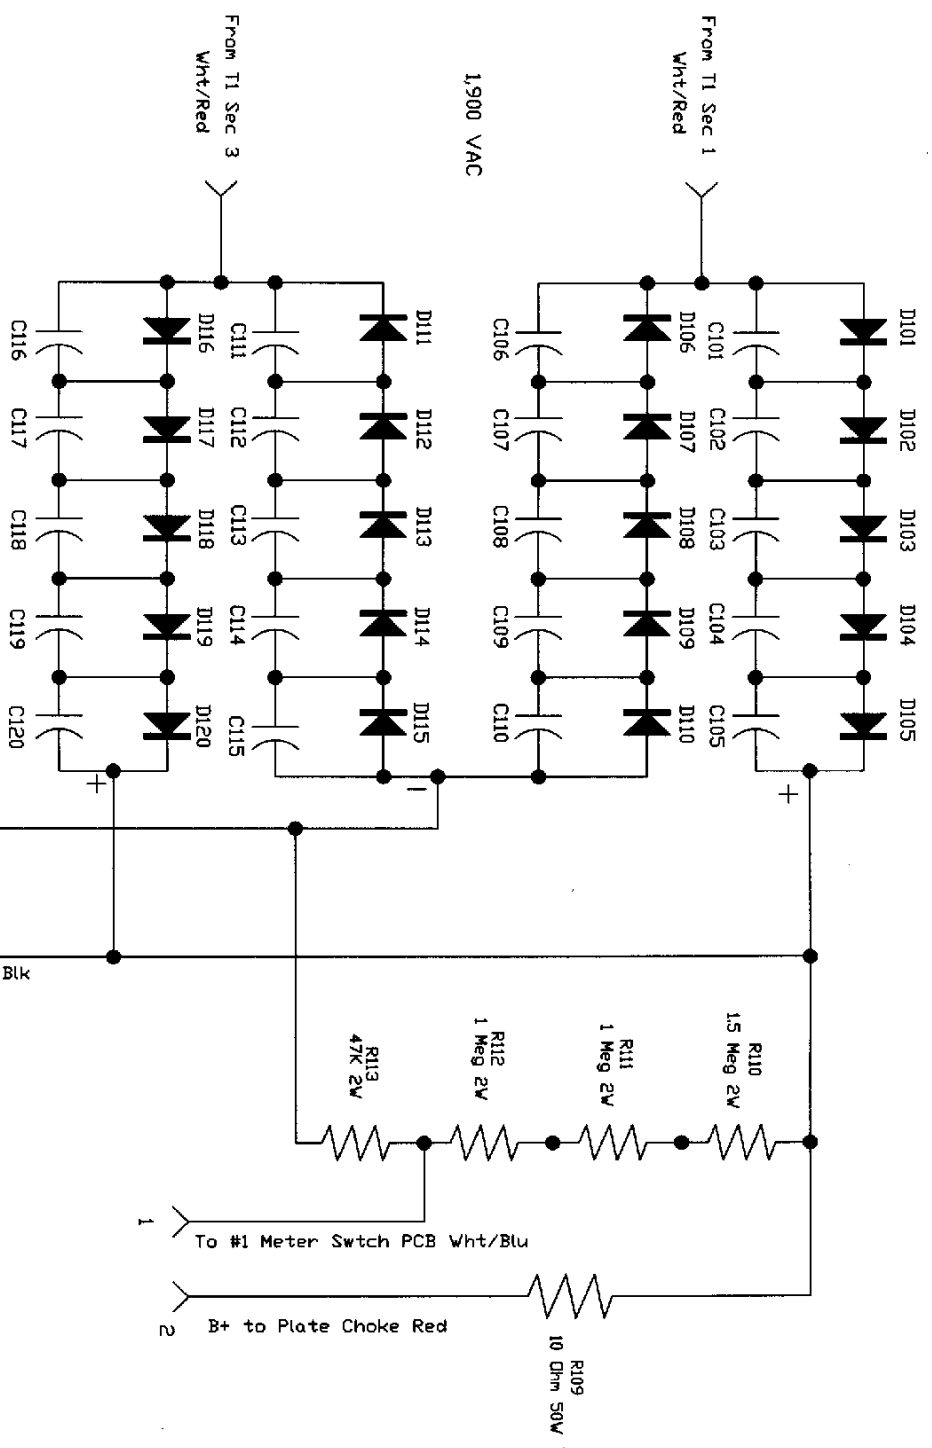 From T1 Sec 3
Wht/Red
1,900 VAC
From T1 Sec 1
Wht/Red
D101
D102
D103
D104
D105
C101
C102
C103
C104
C105
D106
D107
D108
D109
D110
C106
C107
C108
C109
C110
D111
D112
D113
D114
D115
C111
C112
C113
C114
C115
D116
D117
D118
D119
D120
C116
C117
C118
C119
C120
+
-
+
Blk
R113
47K 2W
R112
1 Meg 2W
R111
1 Meg 2W
R110
1.5 Meg 2W
1
To #1 Meter Swtch PCB Wht/Blu
2
B+ to Plate Choke Red
R109
10 Ohm 50W